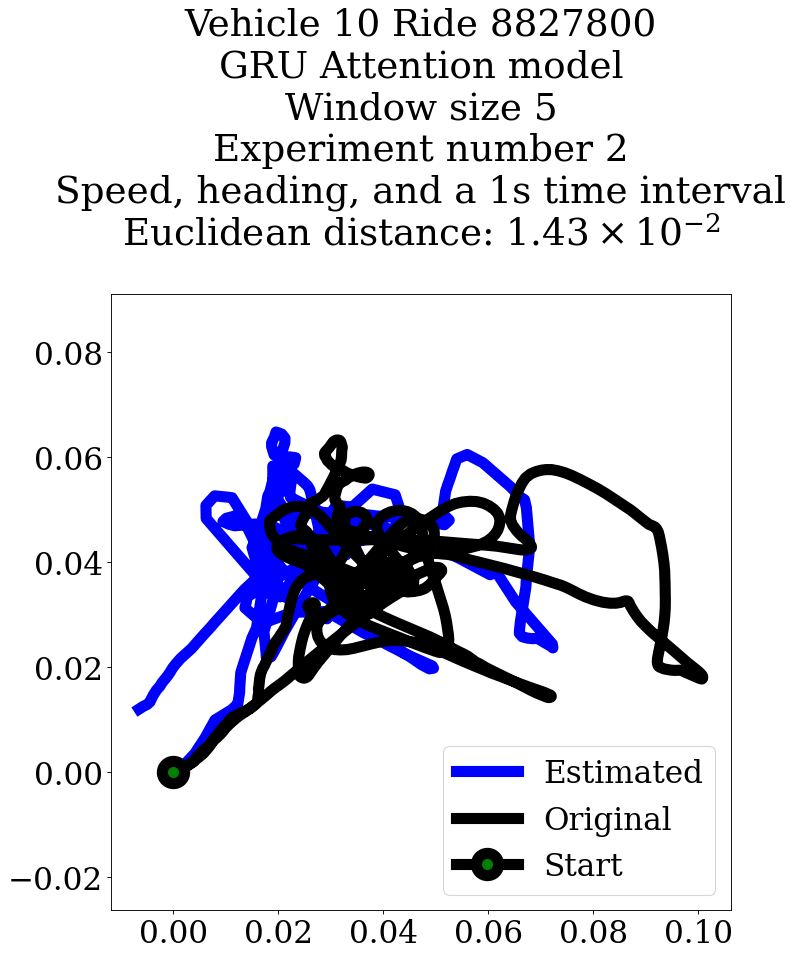 Vehicle 10 Ride 8827800
GRU Attention model
Window size 5
Experiment number 2
Speed, heading, and a 1s time interval
Euclidean distance: 1.43 × 10⁻²
0.08
0.06
0.04
0.02
0.00
−0.02
Estimated
Original
Start
0.00 0.02 0.04 0.06 0.08 0.10